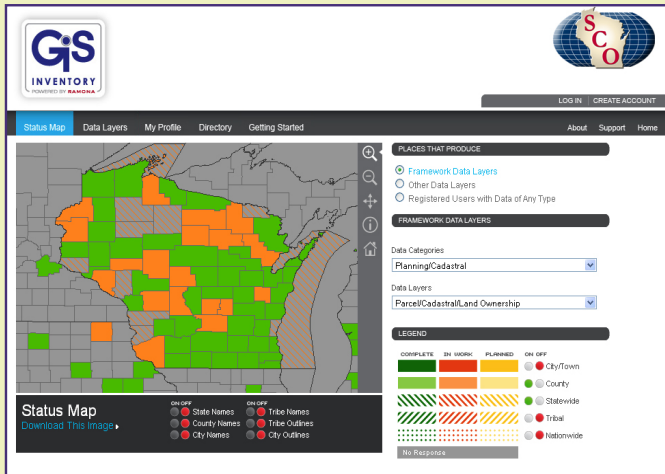 GIS
INVENTORY
POWERED BY RAMONA
SCO
LOG IN CREATE ACCOUNT
Status Map Data Layers My Profile Directory Getting Started About Support Home
PLACES THAT PRODUCE
Framework Data Layers
Other Data Layers
Registered Users with Data of Any Type
FRAMEWORK DATA LAYERS
Data Categories
Planning/Cadastral
Data Layers
Parcel/Cadastral/Land Ownership
LEGEND
COMPLETE IN WORK PLANNED ON OFF
City/Town
County
Statewide
Tribal
Nationwide
No Response
Status Map
Download This Image
ON OFF ON OFF
State Names Tribe Names
County Names Tribe Outlines
City Names City Outlines